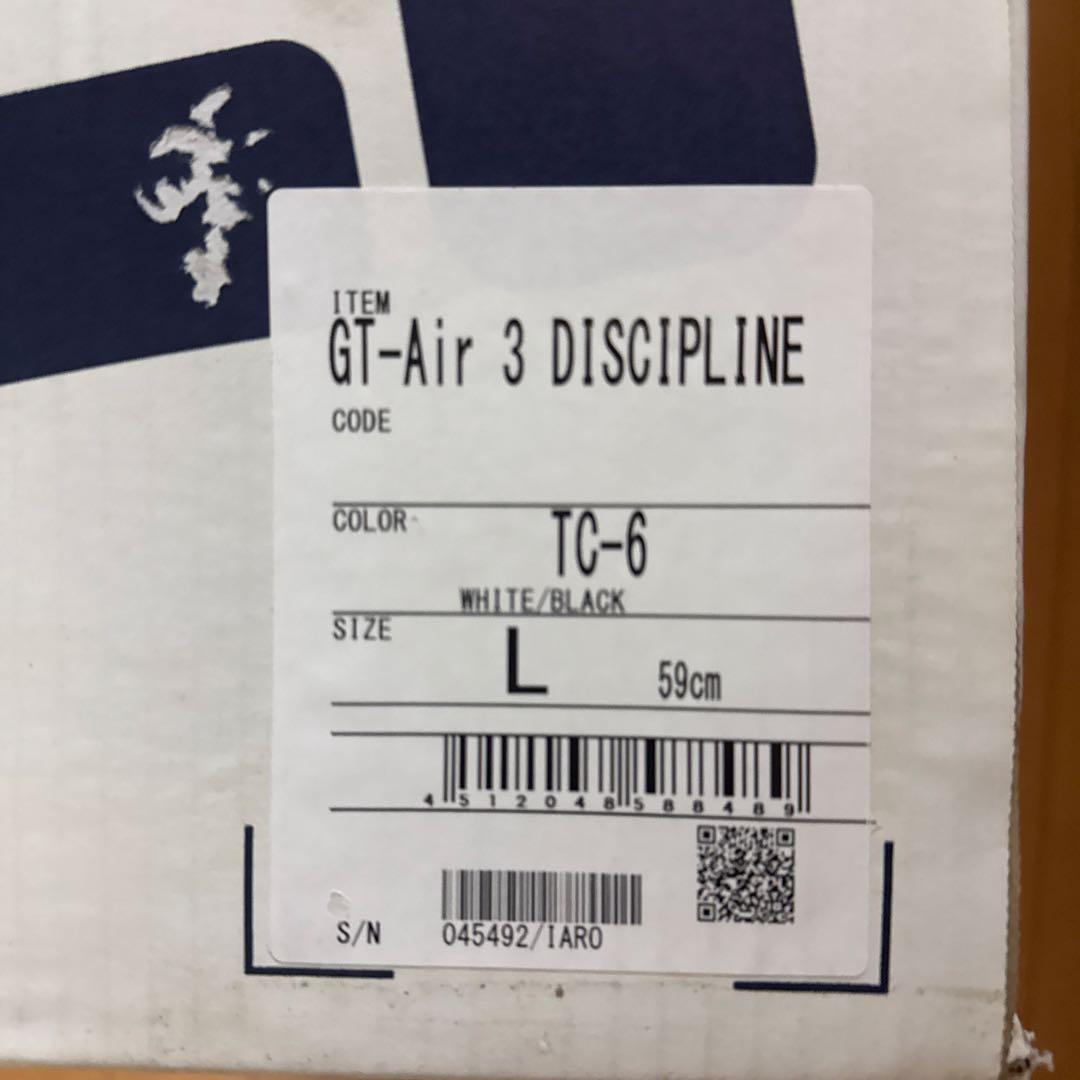 ITEM
GT-Air 3 DISCIPLINE
CODE
COLOR
TC-6
WHITE/BLACK
SIZE
L 59cm
4512048588489
S/N 045492/IARO